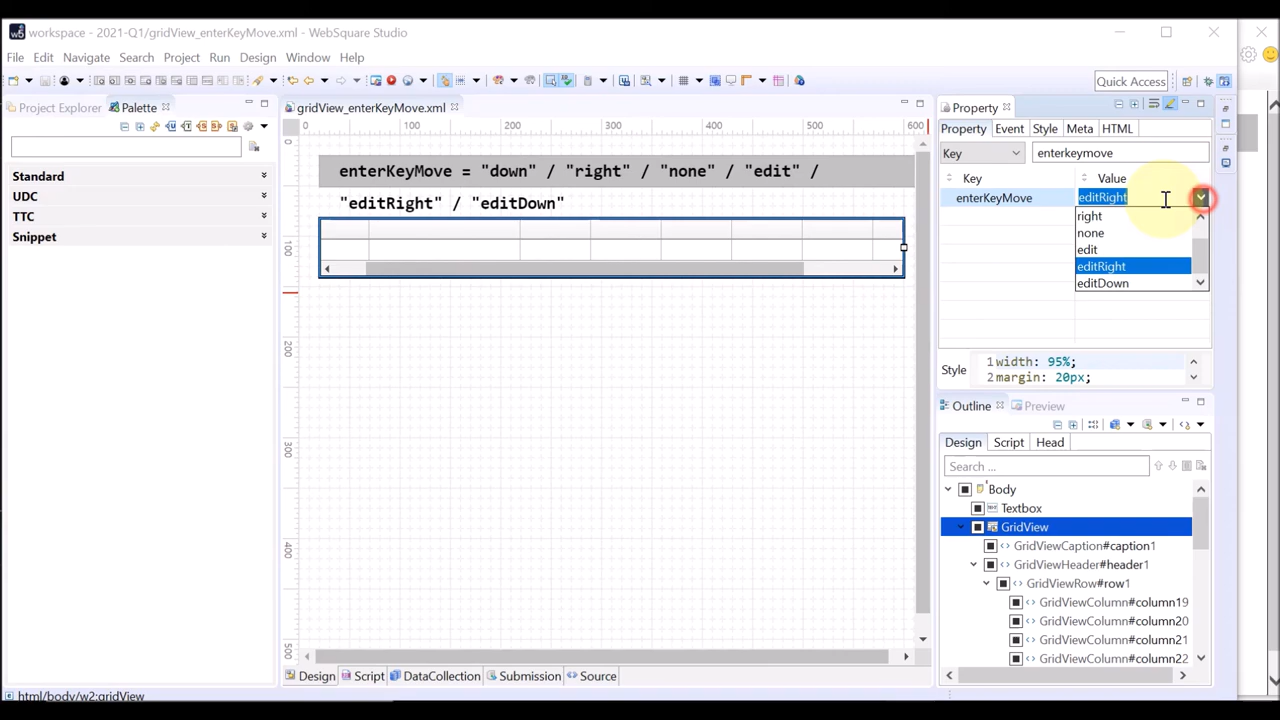 workspace - 2021-Q1/gridView_enterKeyMove.xml - WebSquare Studio
File Edit Navigate Search Project Run Design Window Help
Quick Access
Project Explorer Palette
gridView_enterKeyMove.xml
Property
0 100 200 300 400 500 600
Property Event Style Meta HTML
0
Key enterkeymove
enterKeyMove = "down" / "right" / "none" / "edit" /
"editRight" / "editDown"
Standard
UDC
TTC
Snippet
Key Value
enterKeyMove editRight
right
none
edit
editRight
editDown
100
200
300
400
500
Style 1 width: 95%;
2 margin: 20px;
Outline Preview
Design Script Head
Search ...
Body
Textbox
GridView
GridViewCaption#caption1
GridViewHeader#header1
GridViewRow#row1
GridViewColumn#column19
GridViewColumn#column20
GridViewColumn#column21
GridViewColumn#column22
Design Script DataCollection Submission Source
html/body/w2:gridView